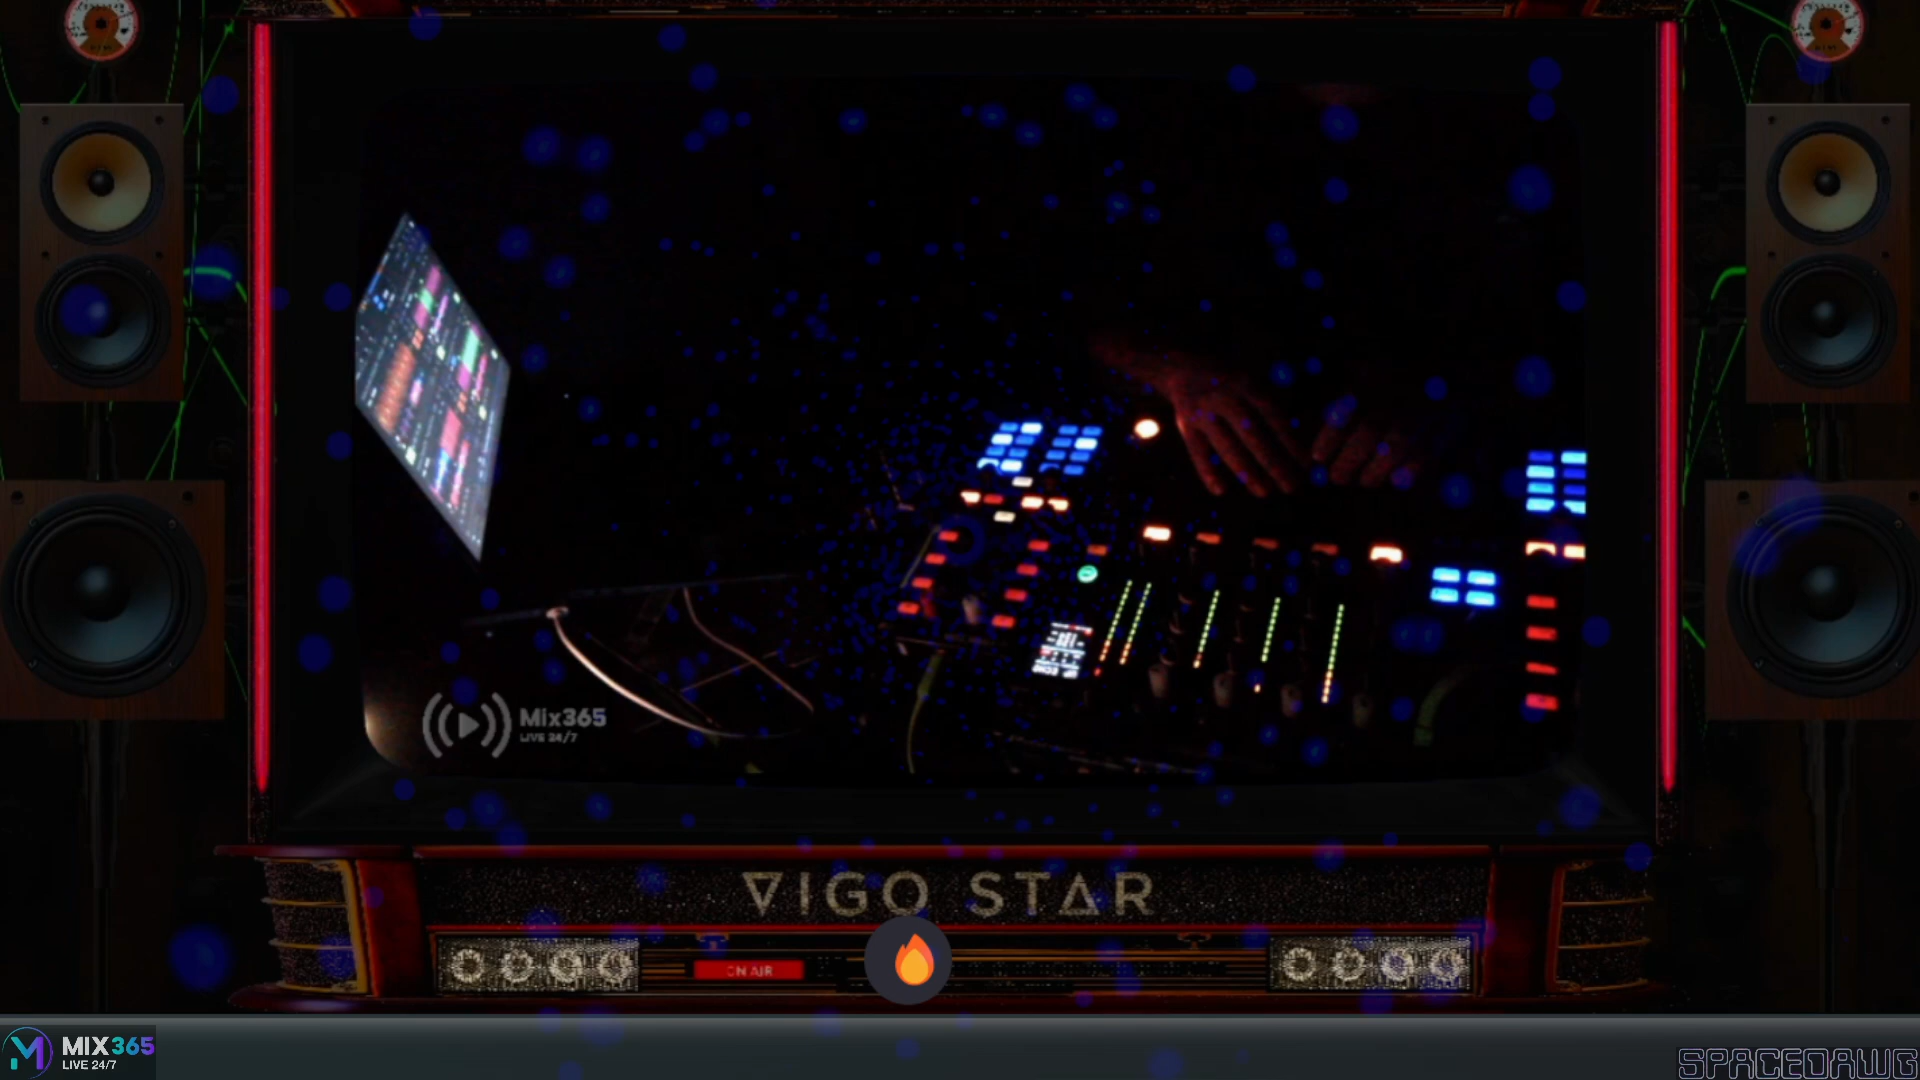 Mix365
LIVE 24/7
VIGO STAR
ON AIR
MIX365
LIVE 24/7
SPACEDAWG